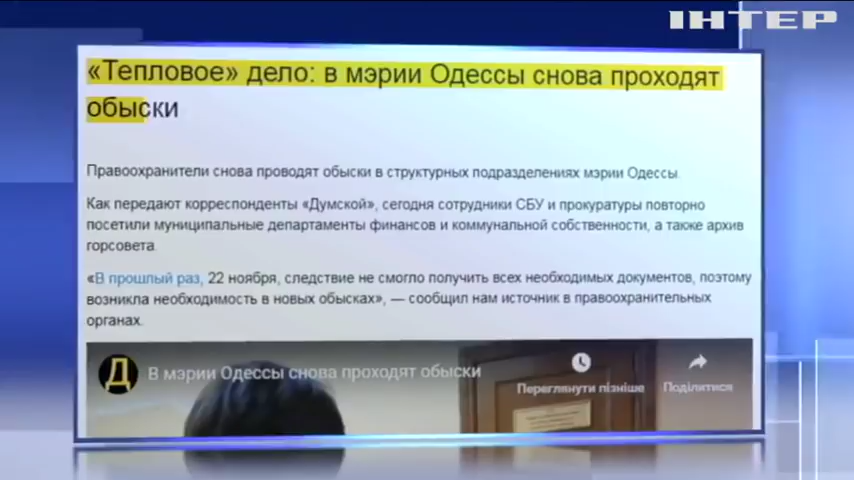 ІНТЕР
«Тепловое» дело: в мэрии Одессы снова проходят
обыски
Правоохранители снова проводят обыски в структурных подразделениях мэрии Одессы.
Как передают корреспонденты «Думской», сегодня сотрудники СБУ и прокуратуры повторно
посетили муниципальные департаменты финансов и коммунальной собственности, а также архив
горсовета.
«В прошлый раз, 22 ноября, следствие не смогло получить всех необходимых документов, поэтому
возникла необходимость в новых обысках», — сообщил нам источник в правоохранительных
органах.
Д В мэрии Одессы снова проходят обыски
Переглянути пізніше Поділитися